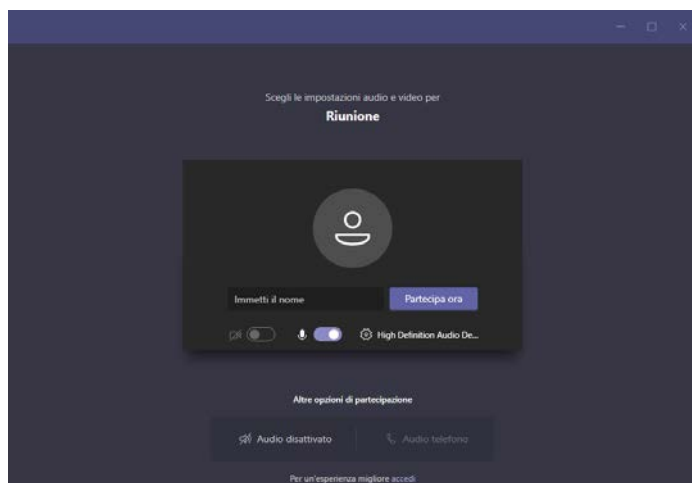 Scegli le impostazioni audio e video per
Riunione
Immetti il nome
Partecipa ora
High Definition Audio De...
Altre opzioni di partecipazione
Audio disattivato
Audio telefono
Per un'esperienza migliore accedi